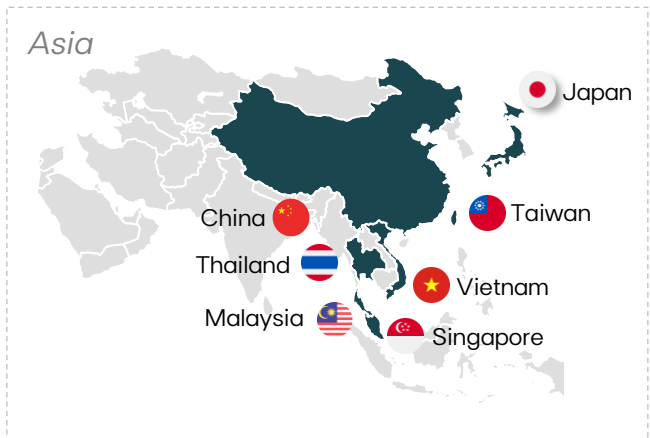 Asia
Japan
China
Taiwan
Thailand
Vietnam
Malaysia
Singapore